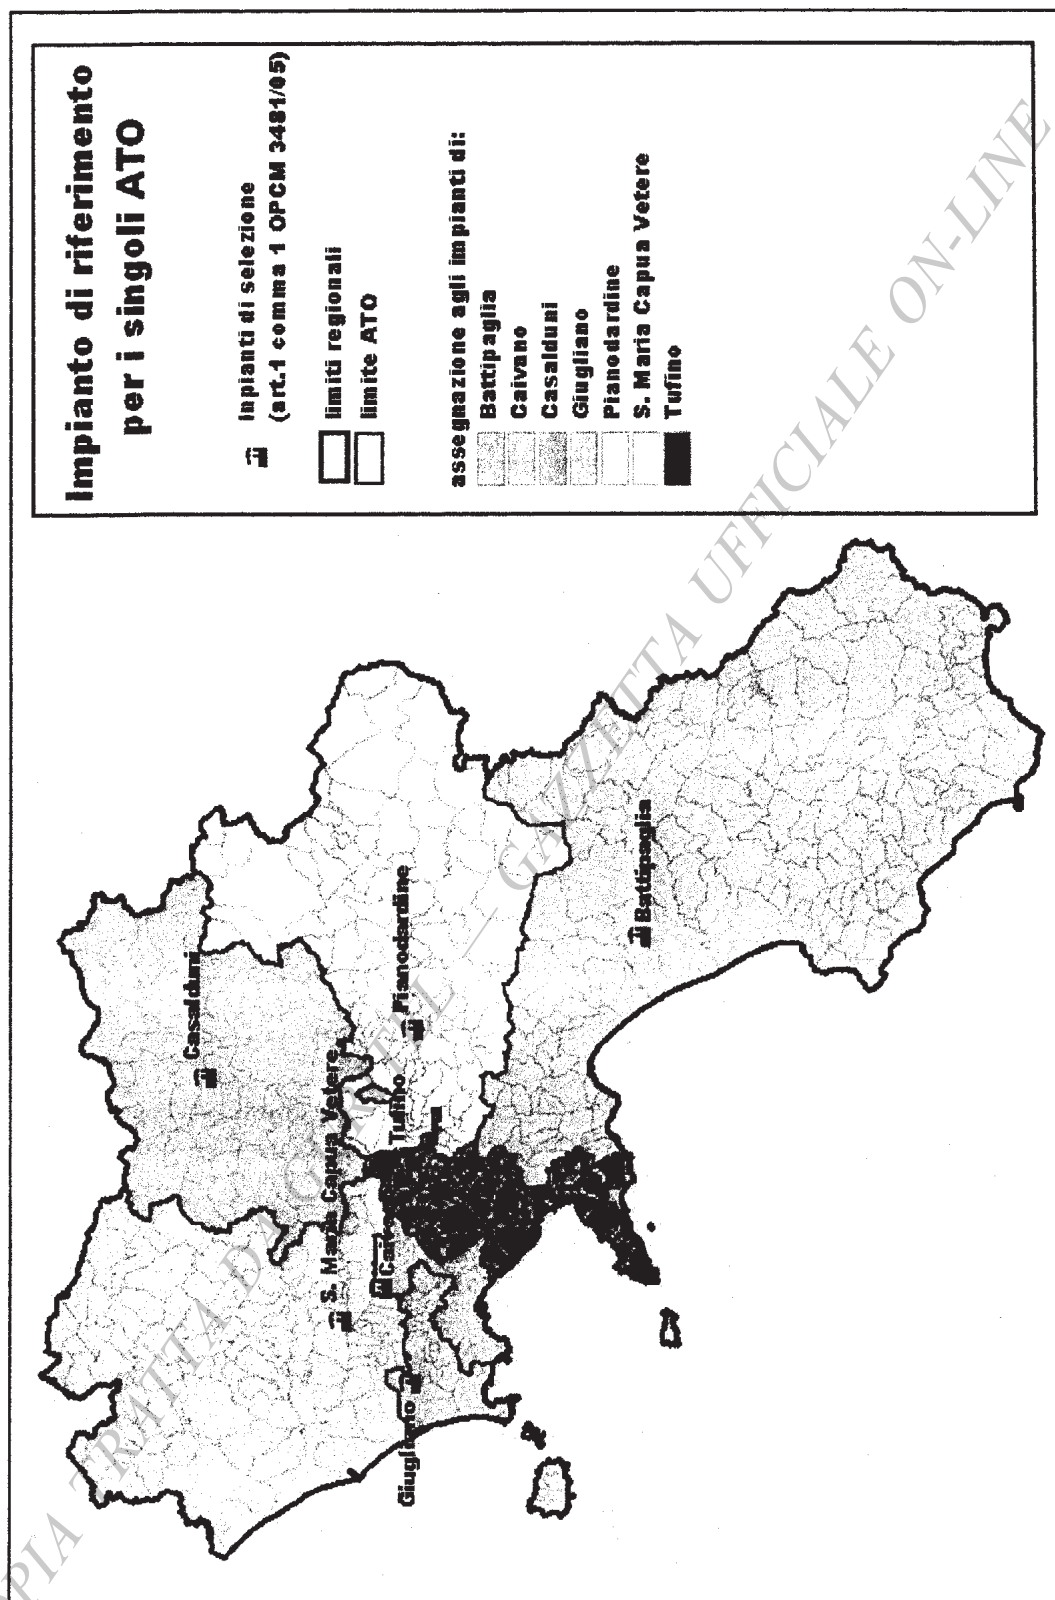 Impianto di riferimento
per i singoli ATO
Inpianti di selezione
(art.1 comma 1 OPCM 3481/05)
limiti regionali
limite ATO
assegnazione agli impianti di:
Battipaglia
Caivano
Casalduni
Giugliano
Pianodardine
S. Maria Capua Vetere
Tufino
Casalduni
S. Maria Capua Vetere
Pianodardine
Tufino
Giugliano
Battipaglia
COPIA TRATTA DA GURITEL — GAZZETTA UFFICIALE ON-LINE